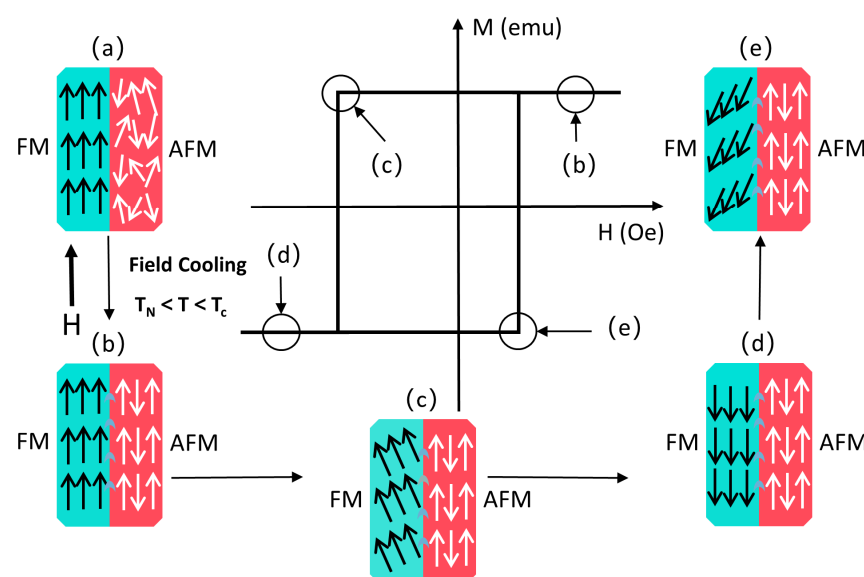 M (emu)
(a)
(e)
FM
AFM
(c)
(b)
FM
AFM
H (Oe)
(d)
Field Cooling
T_N < T < T_c
H
(b)
(e)
(d)
(c)
FM
AFM
FM
AFM
FM
AFM